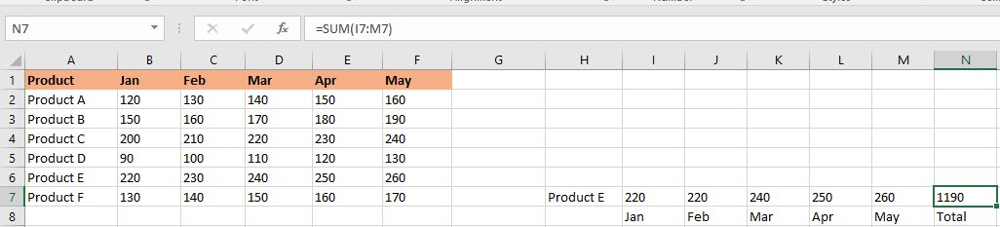 N7 fx =SUM(I7:M7)
A B C D E F G H I J K L M N
1 Product Jan Feb Mar Apr May
2 Product A 120 130 140 150 160
3 Product B 150 160 170 180 190
4 Product C 200 210 220 230 240
5 Product D 90 100 110 120 130
6 Product E 220 230 240 250 260
7 Product F 130 140 150 160 170 Product E 220 220 240 250 260 1190
8 Jan Feb Mar Apr May Total